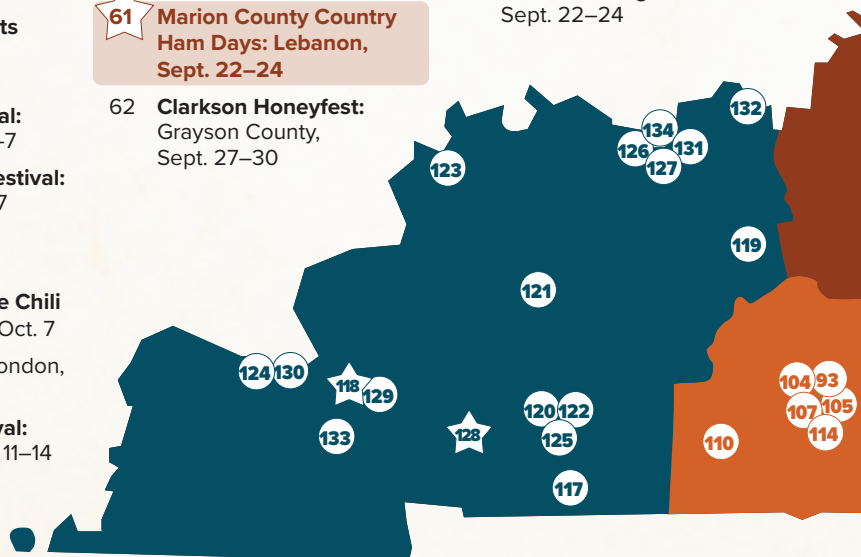 ts
al:
–7
estival:
7
e Chili
Oct. 7
ondon,
val:
11–14
61 Marion County Country
Ham Days: Lebanon,
Sept. 22–24
62 Clarkson Honeyfest:
Grayson County,
Sept. 27–30
Sept. 22–24
132
134
126
131
127
123
119
121
124
130
118
129
133
128
120
122
125
117
104
93
107
105
114
110